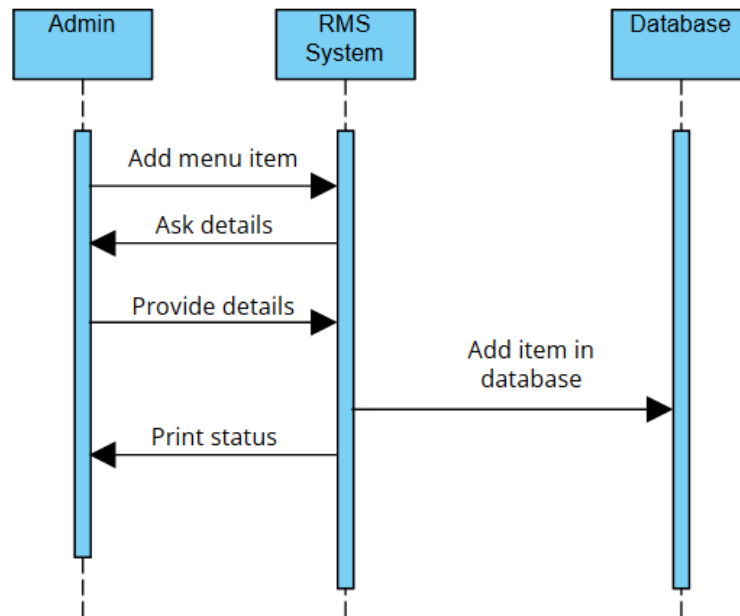 Admin
RMS
System
Database
Add menu item
Ask details
Provide details
Add item in
database
Print status